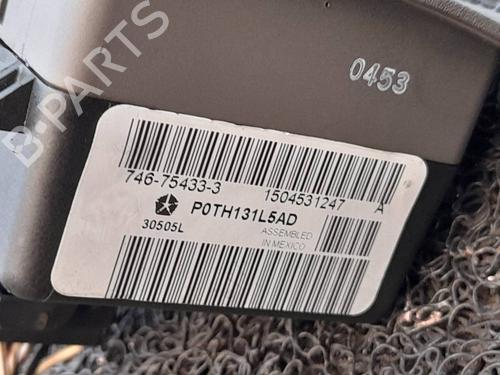 B-PARTS
0453
746-75433-3 1504531247 A
P0TH131L5AD
30505L
ASSEMBLED
IN MEXICO